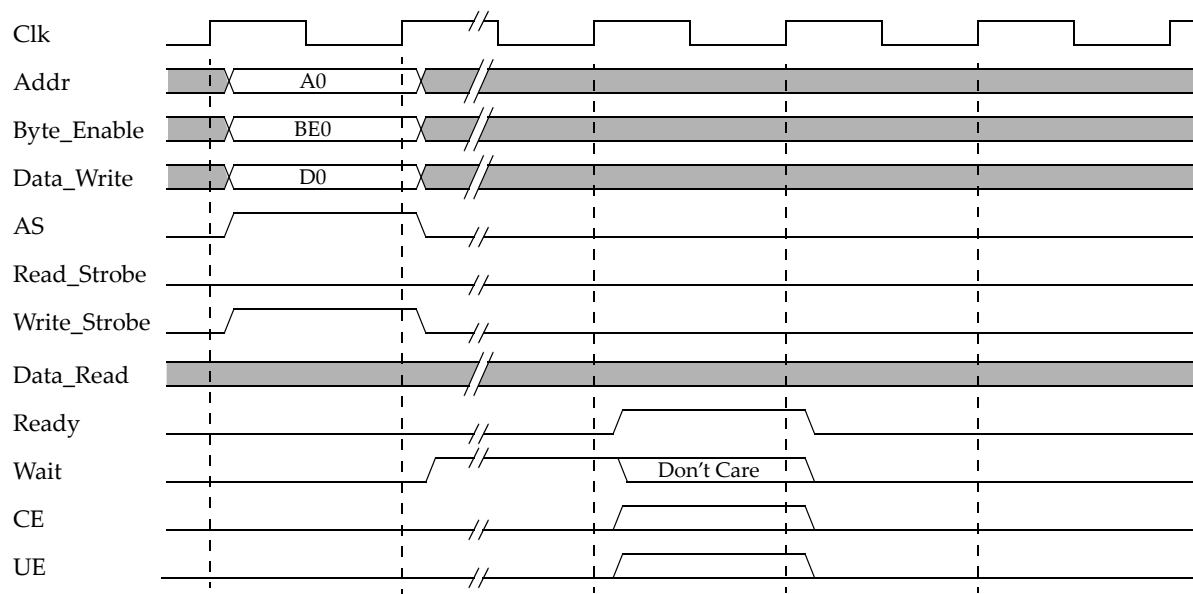 Clk
Addr A0
Byte_Enable BE0
Data_Write D0
AS
Read_Strobe
Write_Strobe
Data_Read
Ready
Wait Don't Care
CE
UE